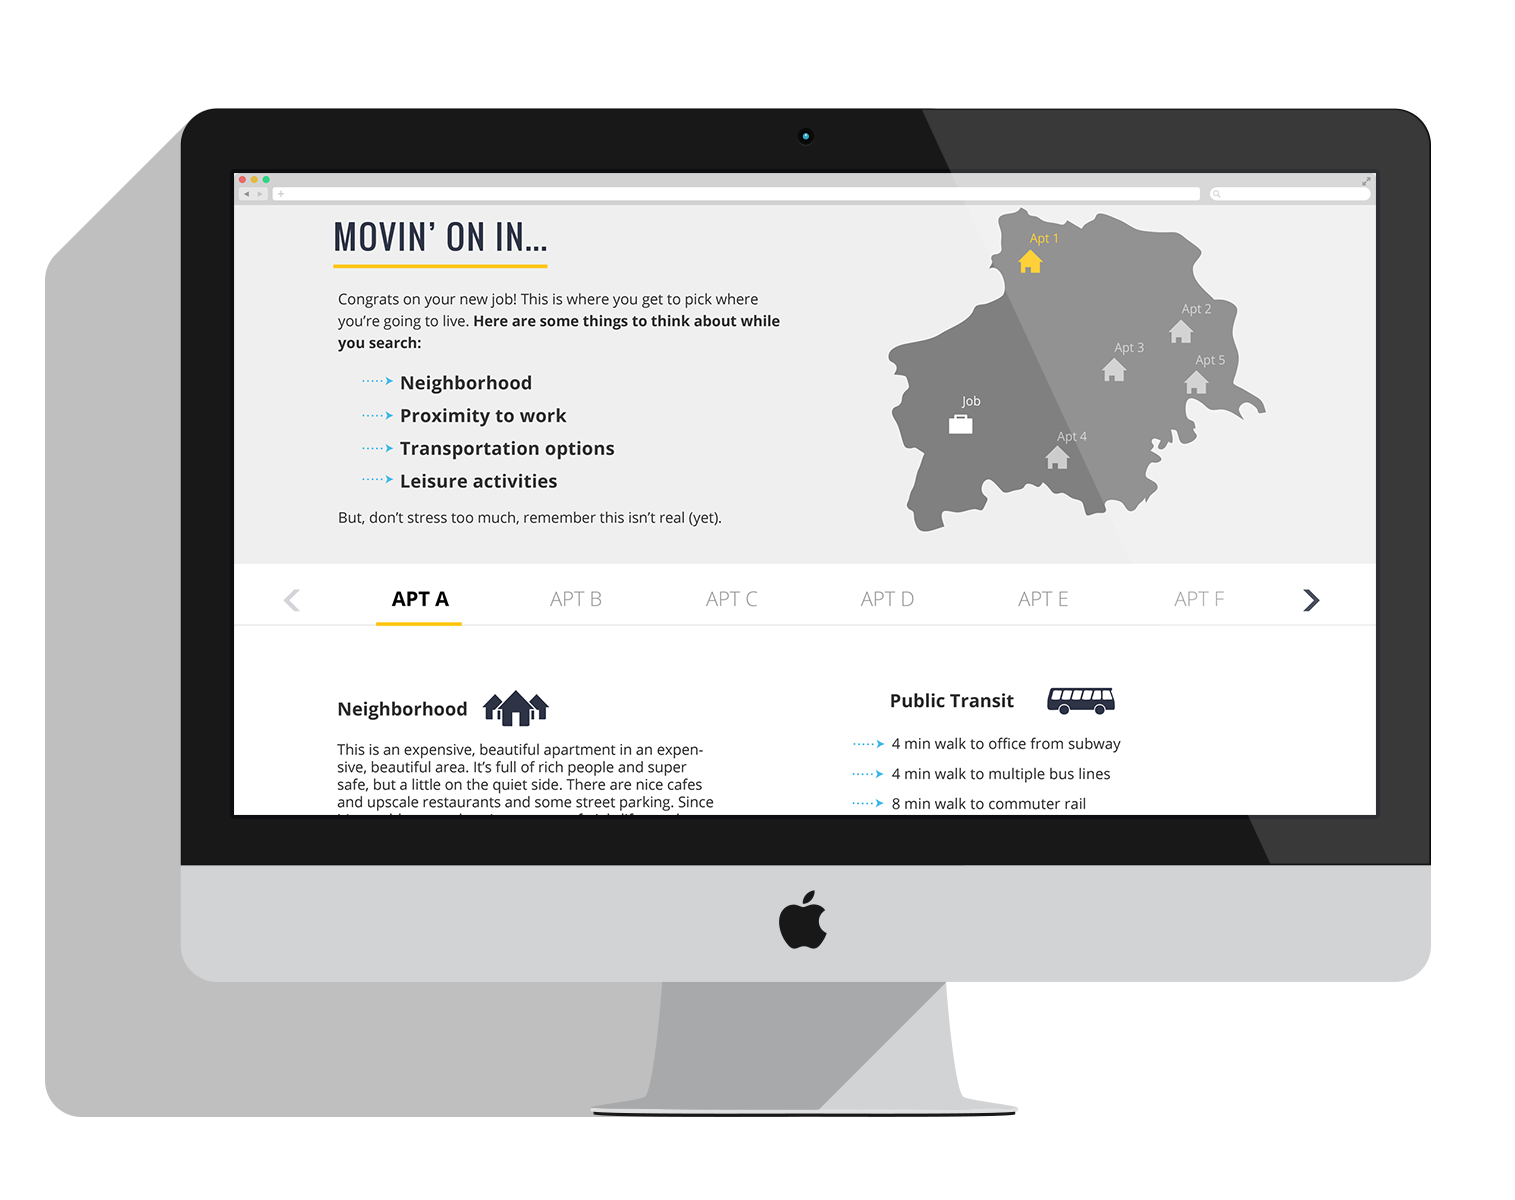 MOVIN' ON IN...
Congrats on your new job! This is where you get to pick where
you're going to live. Here are some things to think about while
you search:
Neighborhood
Proximity to work
Transportation options
Leisure activities
But, don't stress too much, remember this isn't real (yet).
Apt 1
Apt 2
Apt 3
Apt 5
Job
Apt 4
APT A
APT B
APT C
APT D
APT E
APT F
Neighborhood
This is an expensive, beautiful apartment in an expen-
sive, beautiful area. It's full of rich people and super
safe, but a little on the quiet side. There are nice cafes
and upscale restaurants and some street parking. Since
Public Transit
4 min walk to office from subway
4 min walk to multiple bus lines
8 min walk to commuter rail